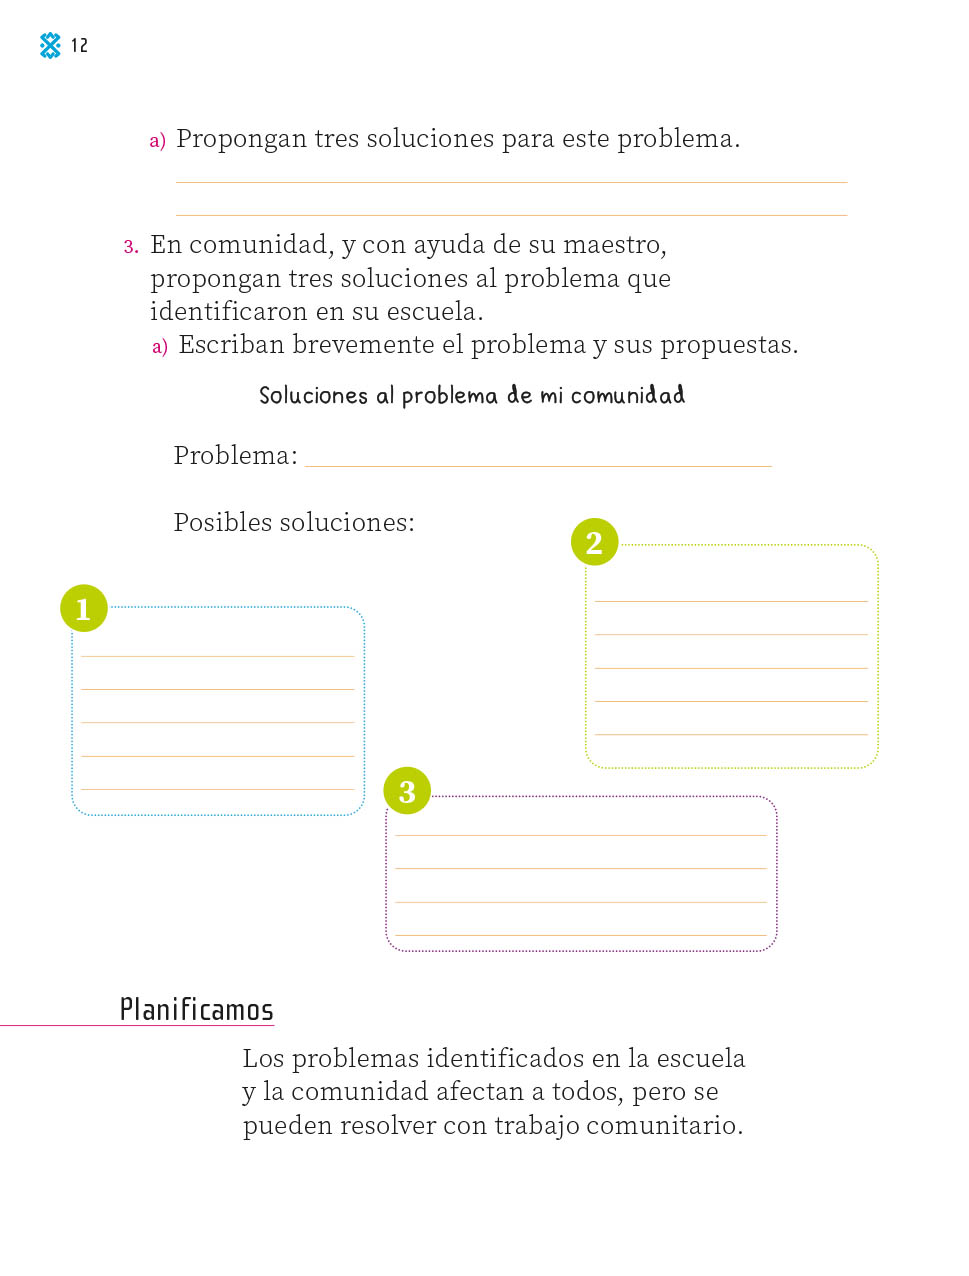 12
a) Propongan tres soluciones para este problema.
3. En comunidad, y con ayuda de su maestro,
propongan tres soluciones al problema que
identificaron en su escuela.
a) Escriban brevemente el problema y sus propuestas.
Soluciones al problema de mi comunidad
Problema:
Posibles soluciones:
1
2
3
Planificamos
Los problemas identificados en la escuela
y la comunidad afectan a todos, pero se
pueden resolver con trabajo comunitario.